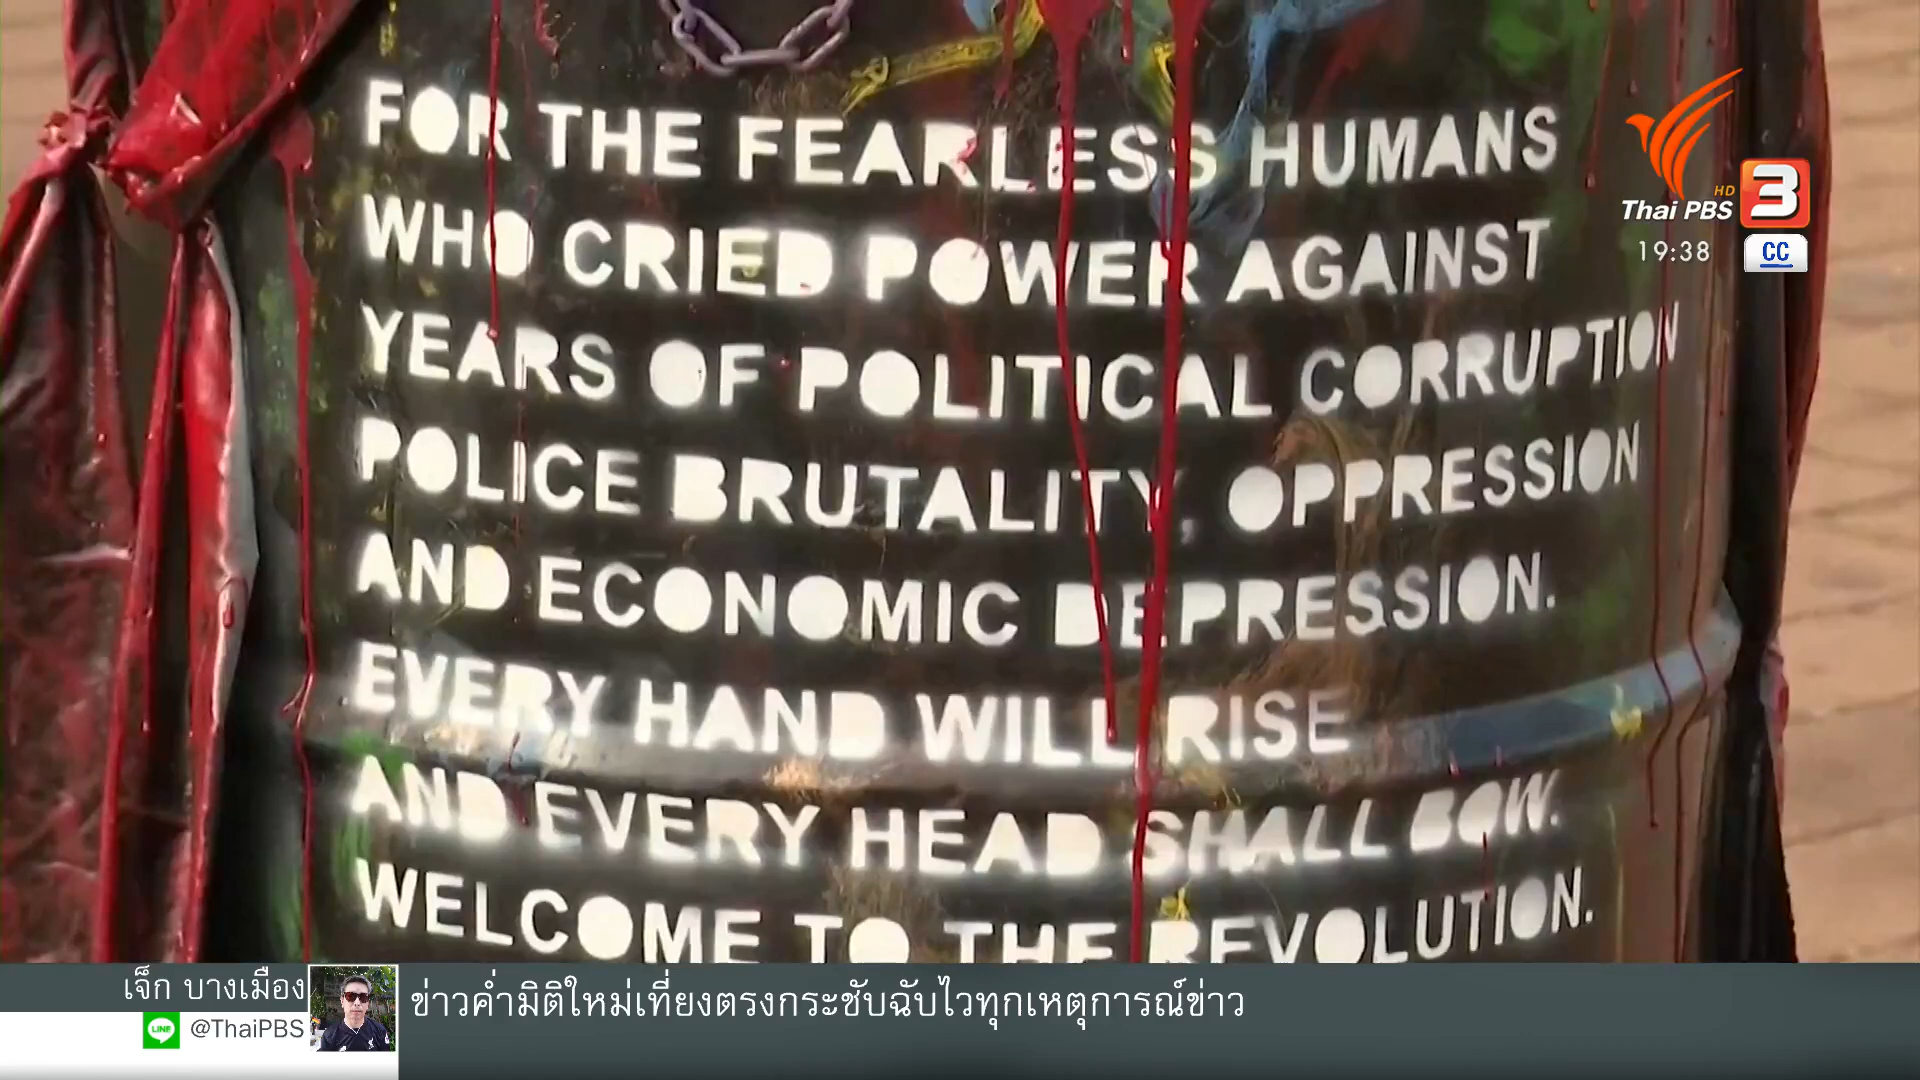 FOR THE FEARLESS HUMANS
WHO CRIED POWER AGAINST
YEARS OF POLITICAL CORRUPTION
POLICE BRUTALITY, OPPRESSION
AND ECONOMIC DEPRESSION.
EVERY HAND WILL RISE
AND EVERY HEAD SHALL BOW.
WELCOME TO THE REVOLUTION.
HD
Thai PBS 3
19:38 CC
เจ็ก บางเมือง
LINE @ThaiPBS
ข่าวค่ำมิติใหม่เที่ยงตรงกระชับฉับไวทุกเหตุการณ์ข่าว